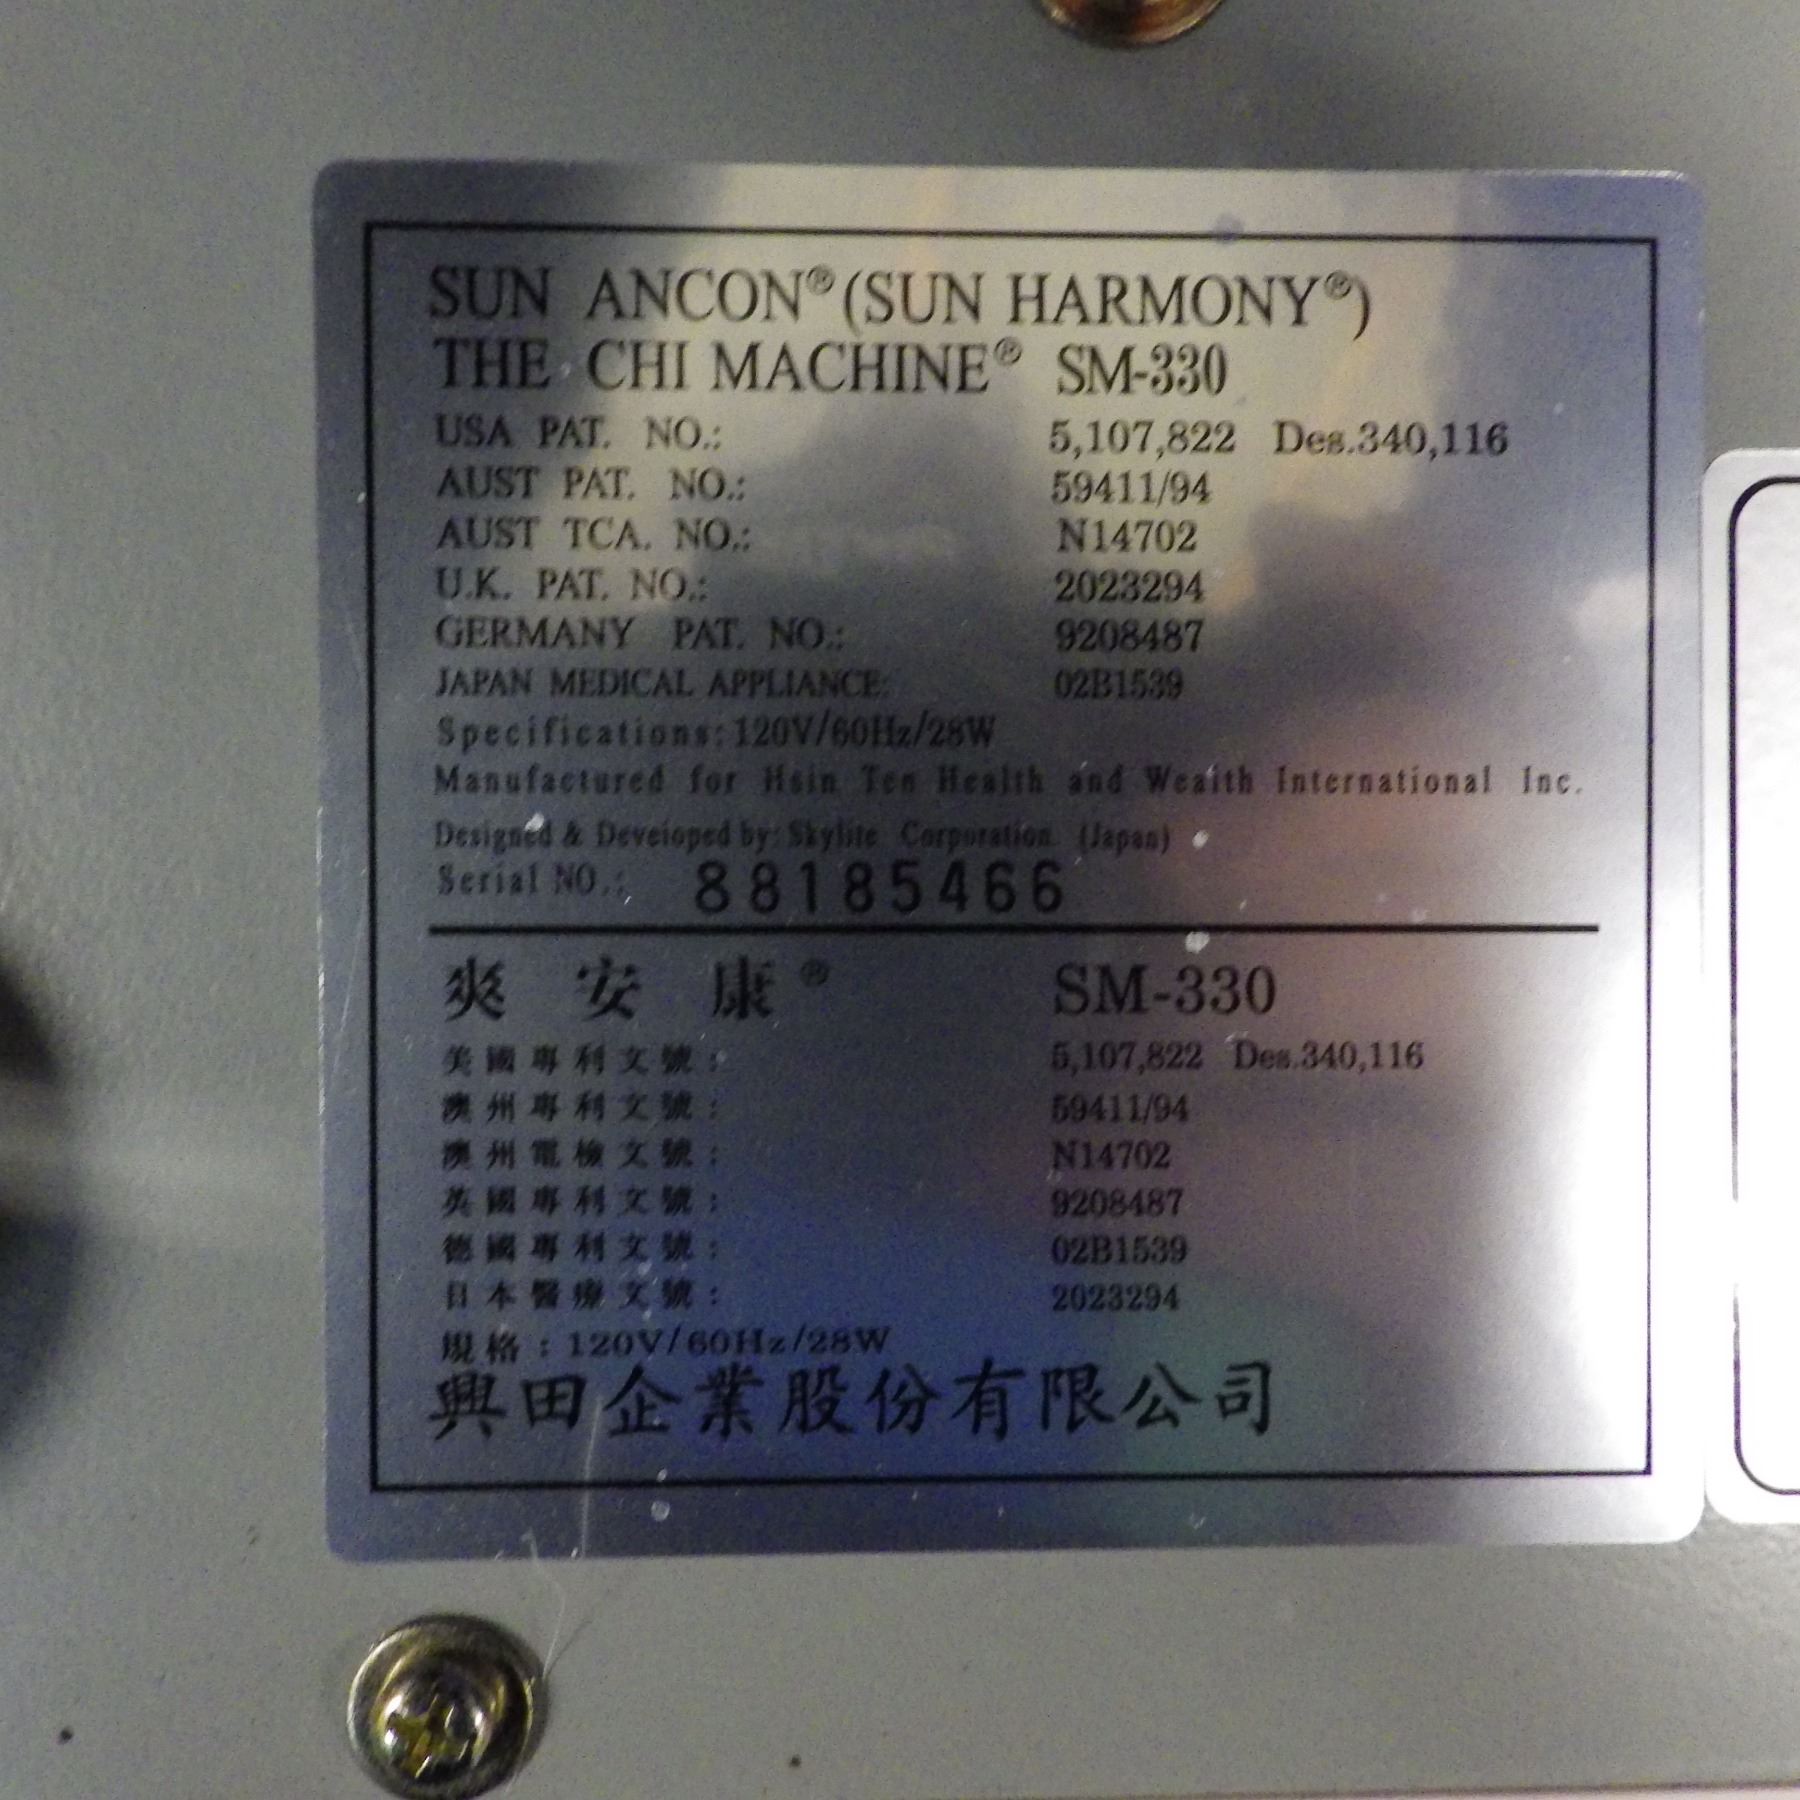 SUN ANCON®(SUN HARMONY®)
THE CHI MACHINE® SM-330
USA PAT. NO.: 5,107,822 Des.340,116
AUST PAT. NO.: 59411/94
AUST TCA. NO.: N14702
U.K. PAT. NO.: 2023294
GERMANY PAT. NO.: 9208487
JAPAN MEDICAL APPLIANCE: 02B1539
Specifications: 120V/60Hz/28W
Manufactured for Hsin Ten Health and Wealth International Inc.
Designed & Developed by: Skylite Corporation. (Japan)
Serial NO.: 88185466
爽安康® SM-330
美國專利文號: 5,107,822 Des.340,116
澳州專利文號: 59411/94
澳州電檢文號: N14702
英國專利文號: 9208487
德國專利文號: 02B1539
日本醫療文號: 2023294
規格: 120V/60Hz/28W
興田企業股份有限公司